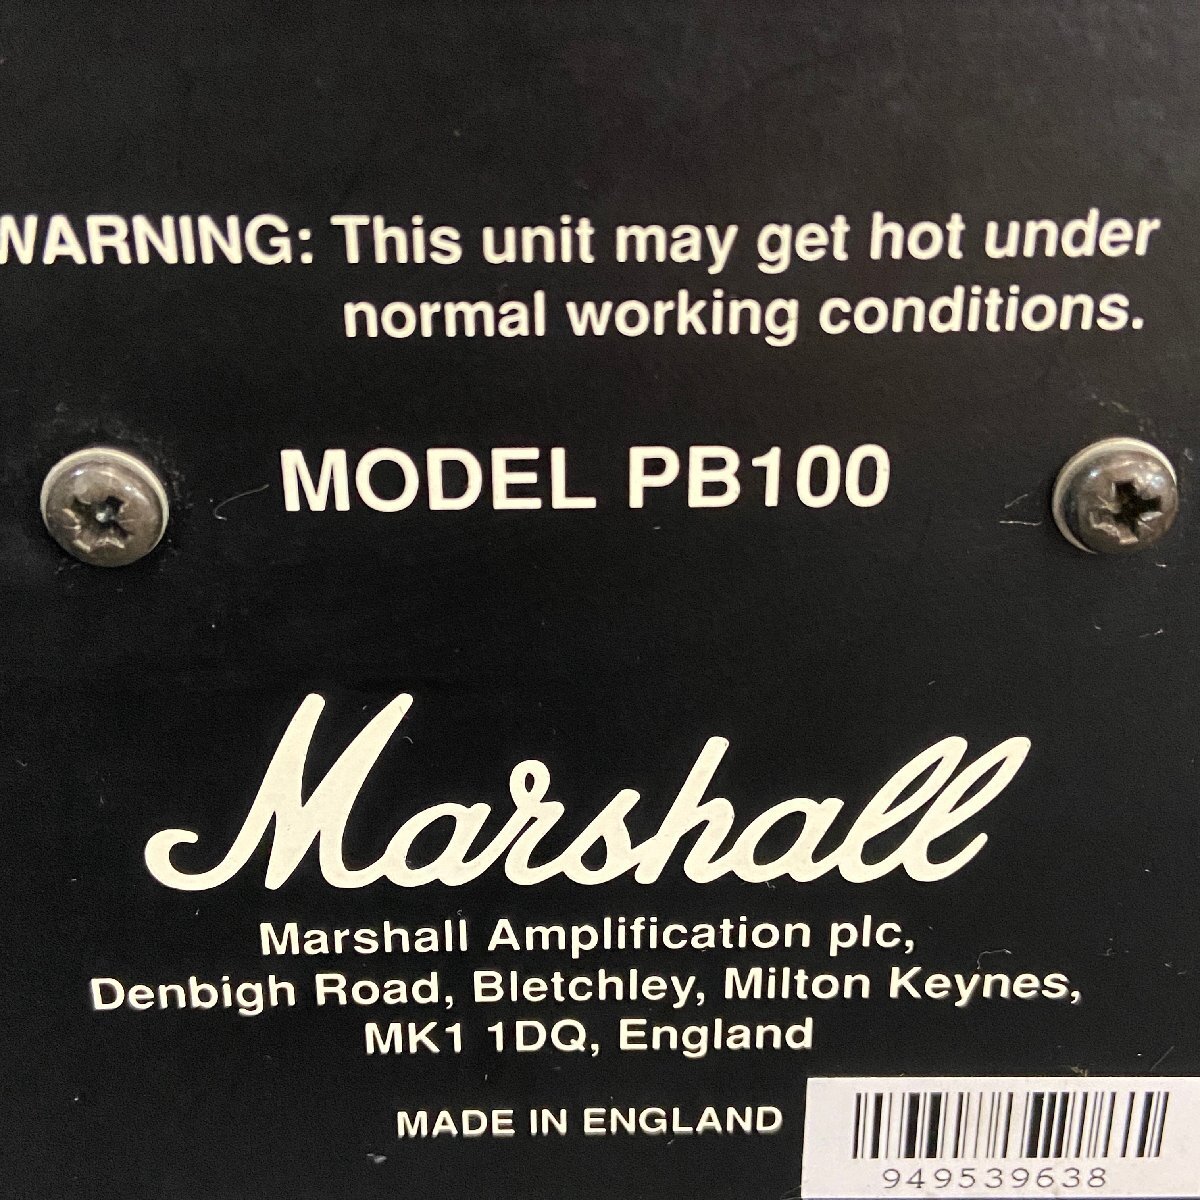 WARNING: This unit may get hot under
normal working conditions.
MODEL PB100
Marshall
Marshall Amplification plc,
Denbigh Road, Bletchley, Milton Keynes,
MK1 1DQ, England
MADE IN ENGLAND
949539638